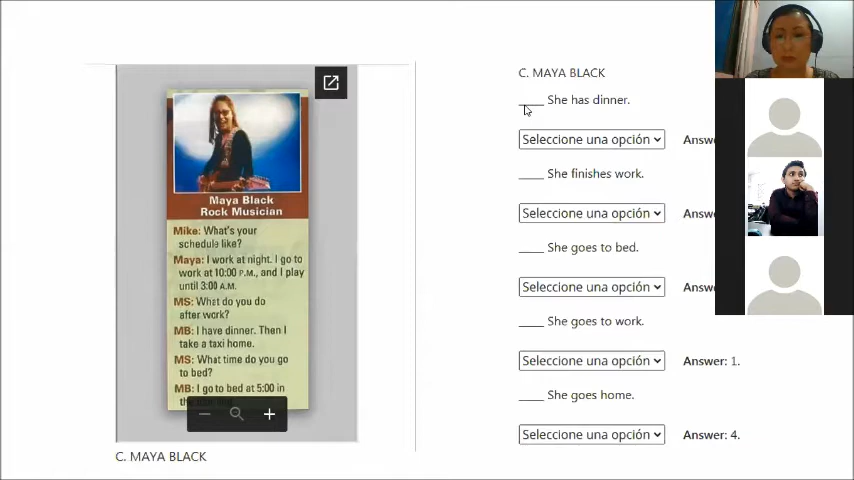 Maya Black
Rock Musician
Mike: What's your
schedule like?
Maya: I work at night. I go to
work at 10:00 P.M., and I play
until 3:00 A.M.
MS: What do you do
after work?
MB: I have dinner. Then I
take a taxi home.
MS: What time do you go
to bed?
MB: I go to bed at 5:00 in
C. MAYA BLACK
C. MAYA BLACK
____ She has dinner.
Seleccione una opción
Answ
____ She finishes work.
Seleccione una opción
Answ
____ She goes to bed.
Seleccione una opción
Answ
____ She goes to work.
Seleccione una opción
Answer: 1.
____ She goes home.
Seleccione una opción
Answer: 4.